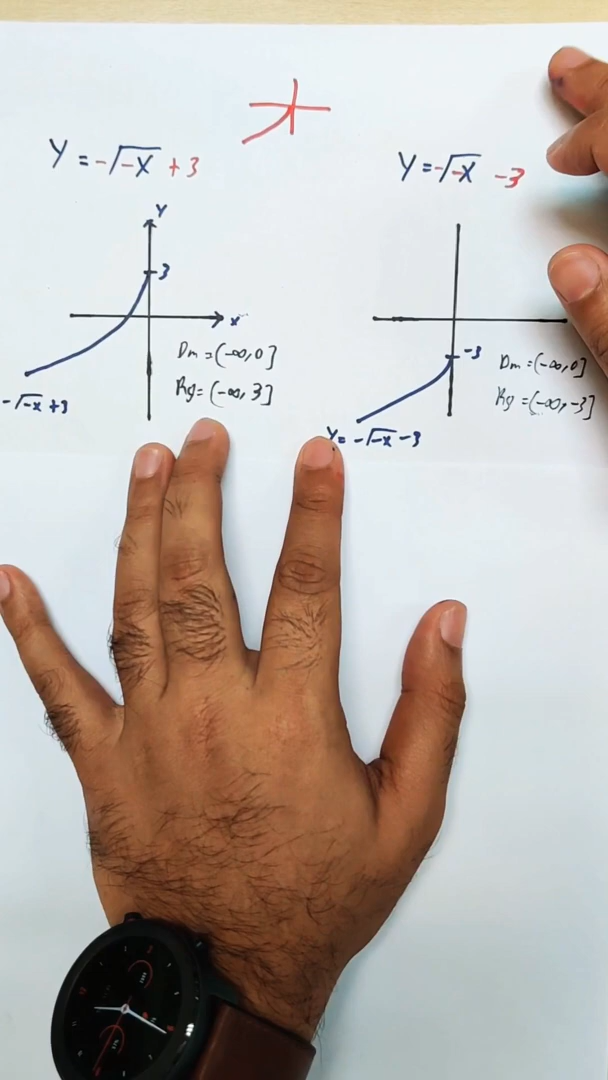 Y = -√-X + 3
Y = -√-X - 3
Y
3
X
Dm = (-∞, 0]
Rg = (-∞, 3]
-√-x + 3
-3
Dm = (-∞, 0]
Rg = (-∞, -3]
Y = -√-x - 3